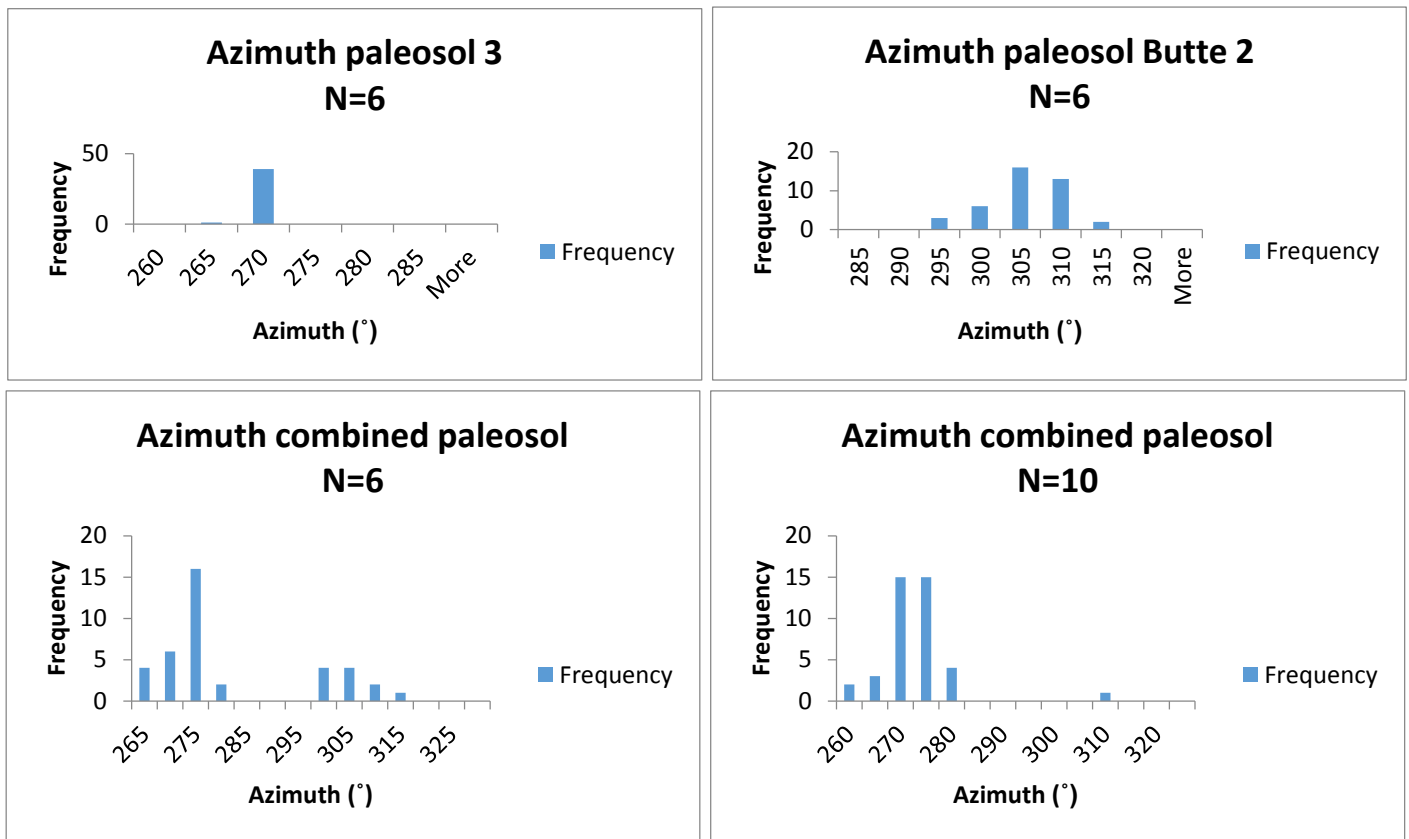 Azimuth paleosol 3
N=6
50
0
Frequency
260 265 270 275 280 285 More
Azimuth (˚)
Frequency
Azimuth paleosol Butte 2
N=6
20
10
0
Frequency
285 290 295 300 305 310 315 320 More
Azimuth (˚)
Frequency
Azimuth combined paleosol
N=6
20
15
10
5
0
Frequency
265 275 285 295 305 315 325
Azimuth (˚)
Frequency
Azimuth combined paleosol
N=10
20
15
10
5
0
Frequency
260 270 280 290 300 310 320
Azimuth (˚)
Frequency